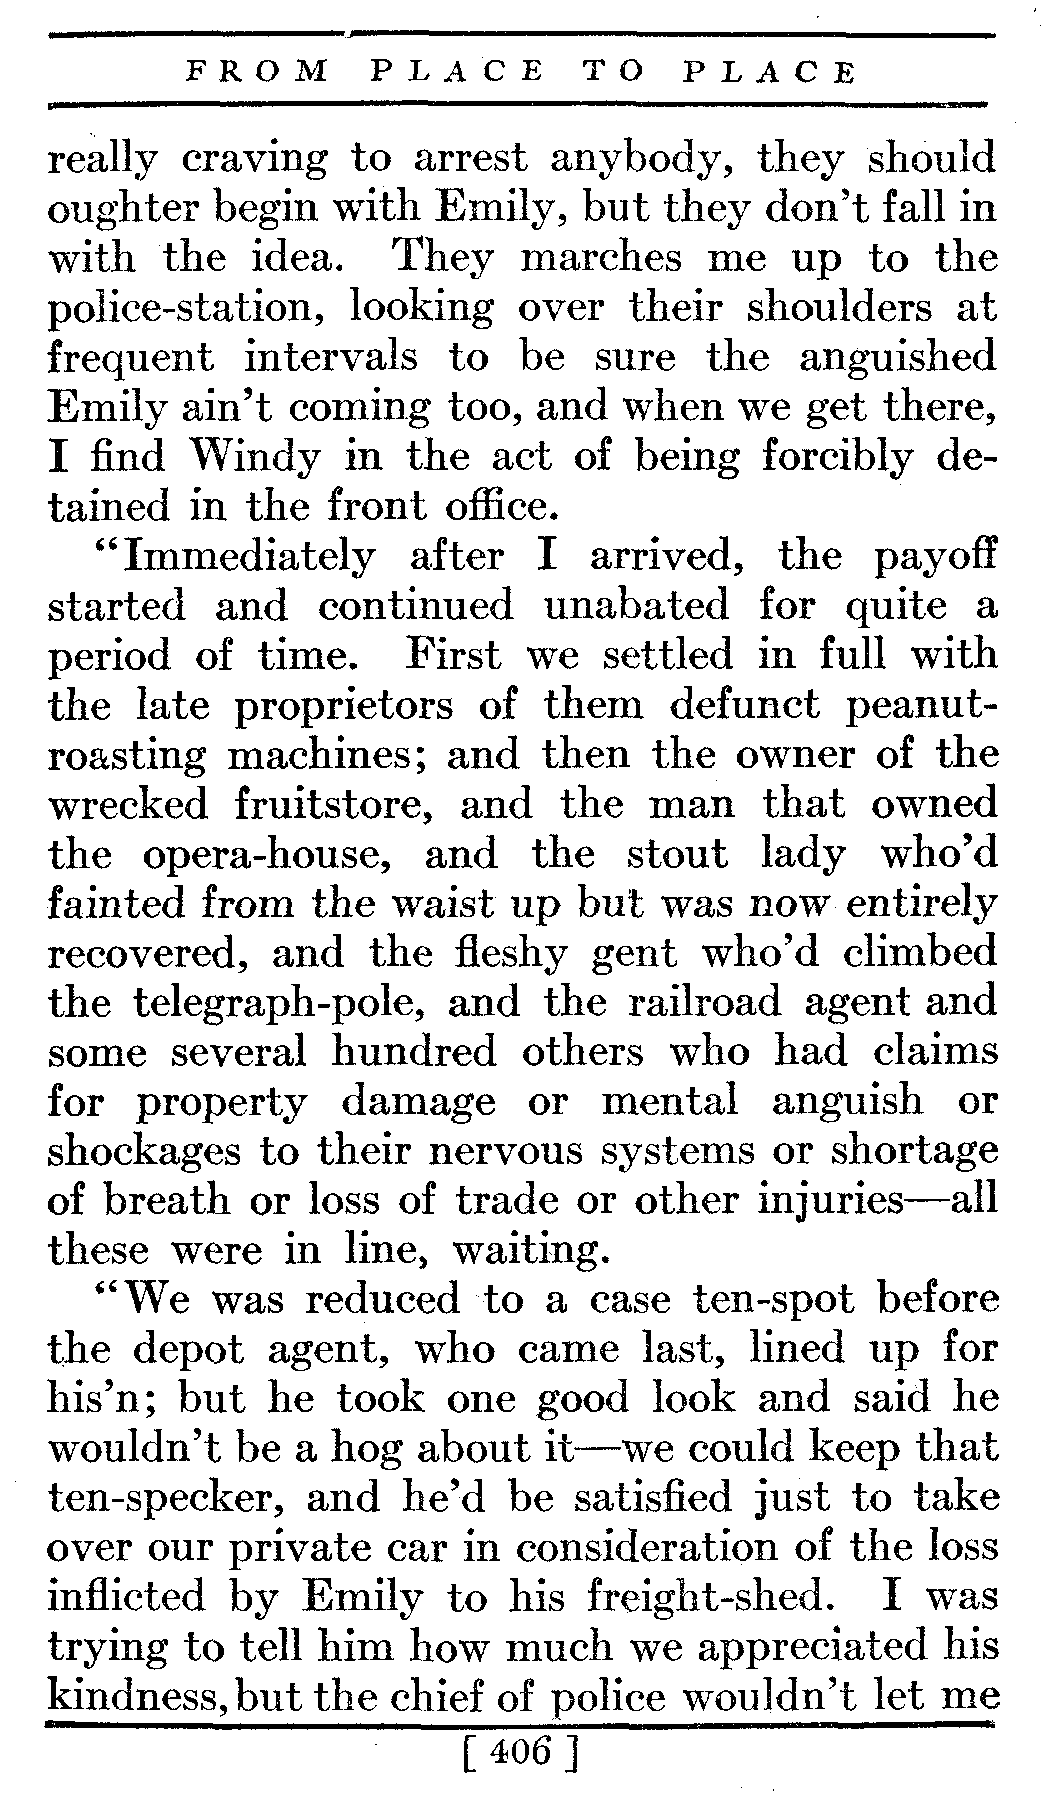 FROM PLACE TO PLACE
really craving to arrest anybody, they should
oughter begin with Emily, but they don't fall in
with the idea. They marches me up to the
police-station, looking over their shoulders at
frequent intervals to be sure the anguished
Emily ain't coming too, and when we get there,
I find Windy in the act of being forcibly de-
tained in the front office.
"Immediately after I arrived, the payoff
started and continued unabated for quite a
period of time. First we settled in full with
the late proprietors of them defunct peanut-
roasting machines; and then the owner of the
wrecked fruitstore, and the man that owned
the opera-house, and the stout lady who'd
fainted from the waist up but was now entirely
recovered, and the fleshy gent who'd climbed
the telegraph-pole, and the railroad agent and
some several hundred others who had claims
for property damage or mental anguish or
shockages to their nervous systems or shortage
of breath or loss of trade or other injuries—all
these were in line, waiting.
"We was reduced to a case ten-spot before
the depot agent, who came last, lined up for
his'n; but he took one good look and said he
wouldn't be a hog about it—we could keep that
ten-specker, and he'd be satisfied just to take
over our private car in consideration of the loss
inflicted by Emily to his freight-shed. I was
trying to tell him how much we appreciated his
kindness, but the chief of police wouldn't let me
[ 406 ]